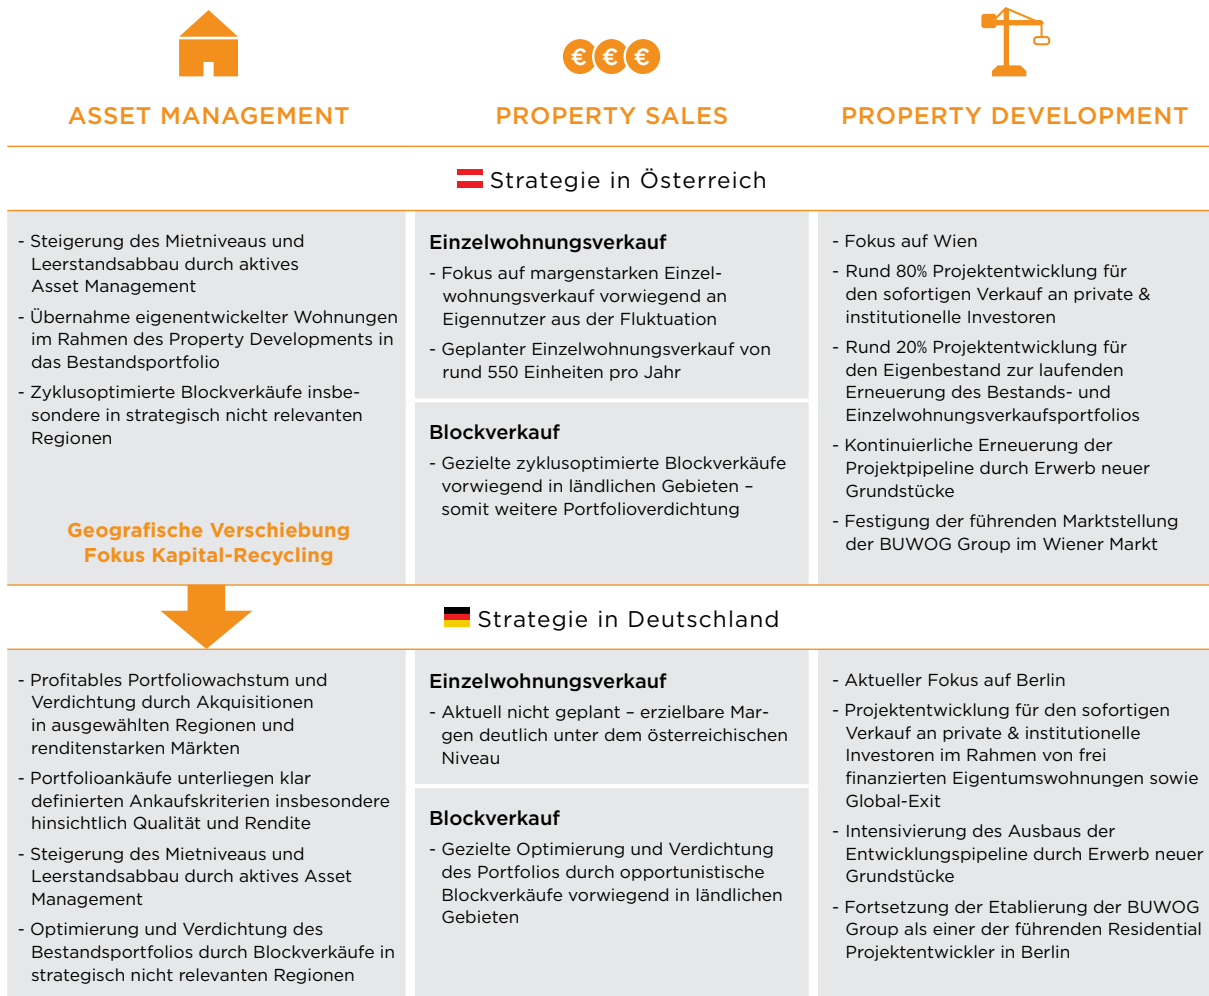 € € €
ASSET MANAGEMENT
PROPERTY SALES
PROPERTY DEVELOPMENT
Strategie in Österreich
- Steigerung des Mietniveaus und
Leerstandsabbau durch aktives
Asset Management
- Übernahme eigenentwickelter Wohnungen
im Rahmen des Property Developments in
das Bestandsportfolio
- Zyklusoptimierte Blockverkäufe insbe-
sondere in strategisch nicht relevanten
Regionen
Geografische Verschiebung
Fokus Kapital-Recycling
Einzelwohnungsverkauf
- Fokus auf margenstarken Einzel-
wohnungsverkauf vorwiegend an
Eigennutzer aus der Fluktuation
- Geplanter Einzelwohnungsverkauf von
rund 550 Einheiten pro Jahr
Blockverkauf
- Gezielte zyklusoptimierte Blockverkäufe
vorwiegend in ländlichen Gebieten –
somit weitere Portfolioverdichtung
- Fokus auf Wien
- Rund 80% Projektentwicklung für
den sofortigen Verkauf an private &
institutionelle Investoren
- Rund 20% Projektentwicklung für
den Eigenbestand zur laufenden
Erneuerung des Bestands- und
Einzelwohnungsverkaufsportfolios
- Kontinuierliche Erneuerung der
Projektpipeline durch Erwerb neuer
Grundstücke
- Festigung der führenden Marktstellung
der BUWOG Group im Wiener Markt
Strategie in Deutschland
- Profitables Portfoliowachstum und
Verdichtung durch Akquisitionen
in ausgewählten Regionen und
renditenstarken Märkten
- Portfolioankäufe unterliegen klar
definierten Ankaufskriterien insbesondere
hinsichtlich Qualität und Rendite
- Steigerung des Mietniveaus und
Leerstandsabbau durch aktives Asset
Management
- Optimierung und Verdichtung des
Bestandsportfolios durch Blockverkäufe in
strategisch nicht relevanten Regionen
Einzelwohnungsverkauf
- Aktuell nicht geplant – erzielbare Mar-
gen deutlich unter dem österreichischen
Niveau
Blockverkauf
- Gezielte Optimierung und Verdichtung
des Portfolios durch opportunistische
Blockverkäufe vorwiegend in ländlichen
Gebieten
- Aktueller Fokus auf Berlin
- Projektentwicklung für den sofortigen
Verkauf an private & institutionelle
Investoren im Rahmen von frei
finanzierten Eigentumswohnungen sowie
Global-Exit
- Intensivierung des Ausbaus der
Entwicklungspipeline durch Erwerb neuer
Grundstücke
- Fortsetzung der Etablierung der BUWOG
Group als einer der führenden Residential
Projektentwickler in Berlin